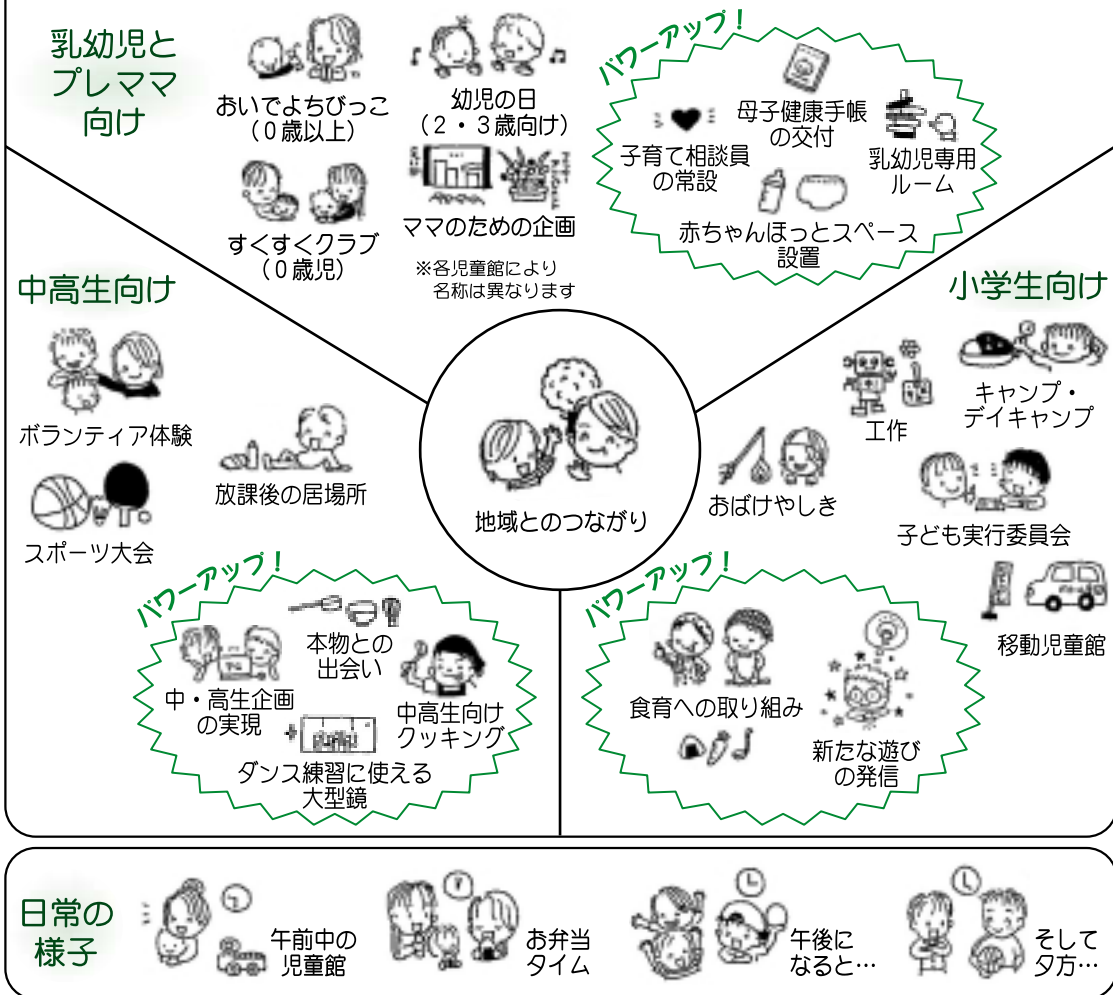 乳幼児と
プレママ
向け
おいでよちびっこ
（０歳以上）
幼児の日
（２・３歳向け）
すくすくクラブ
（０歳児）
ママのための企画
※各児童館により
名称は異なります
パワーアップ！
母子健康手帳
の交付
子育て相談員
の常設
乳幼児専用
ルーム
赤ちゃんほっとスペース
設置
中高生向け
ボランティア体験
放課後の居場所
スポーツ大会
パワーアップ！
本物との
出会い
中・高生企画
の実現
中高生向け
クッキング
ダンス練習に使える
大型鏡
地域とのつながり
小学生向け
キャンプ・
デイキャンプ
工作
おばけやしき
子ども実行委員会
移動児童館
パワーアップ！
食育への取り組み
新たな遊び
の発信
日常の
様子
午前中の
児童館
お弁当
タイム
午後に
なると…
そして
夕方…